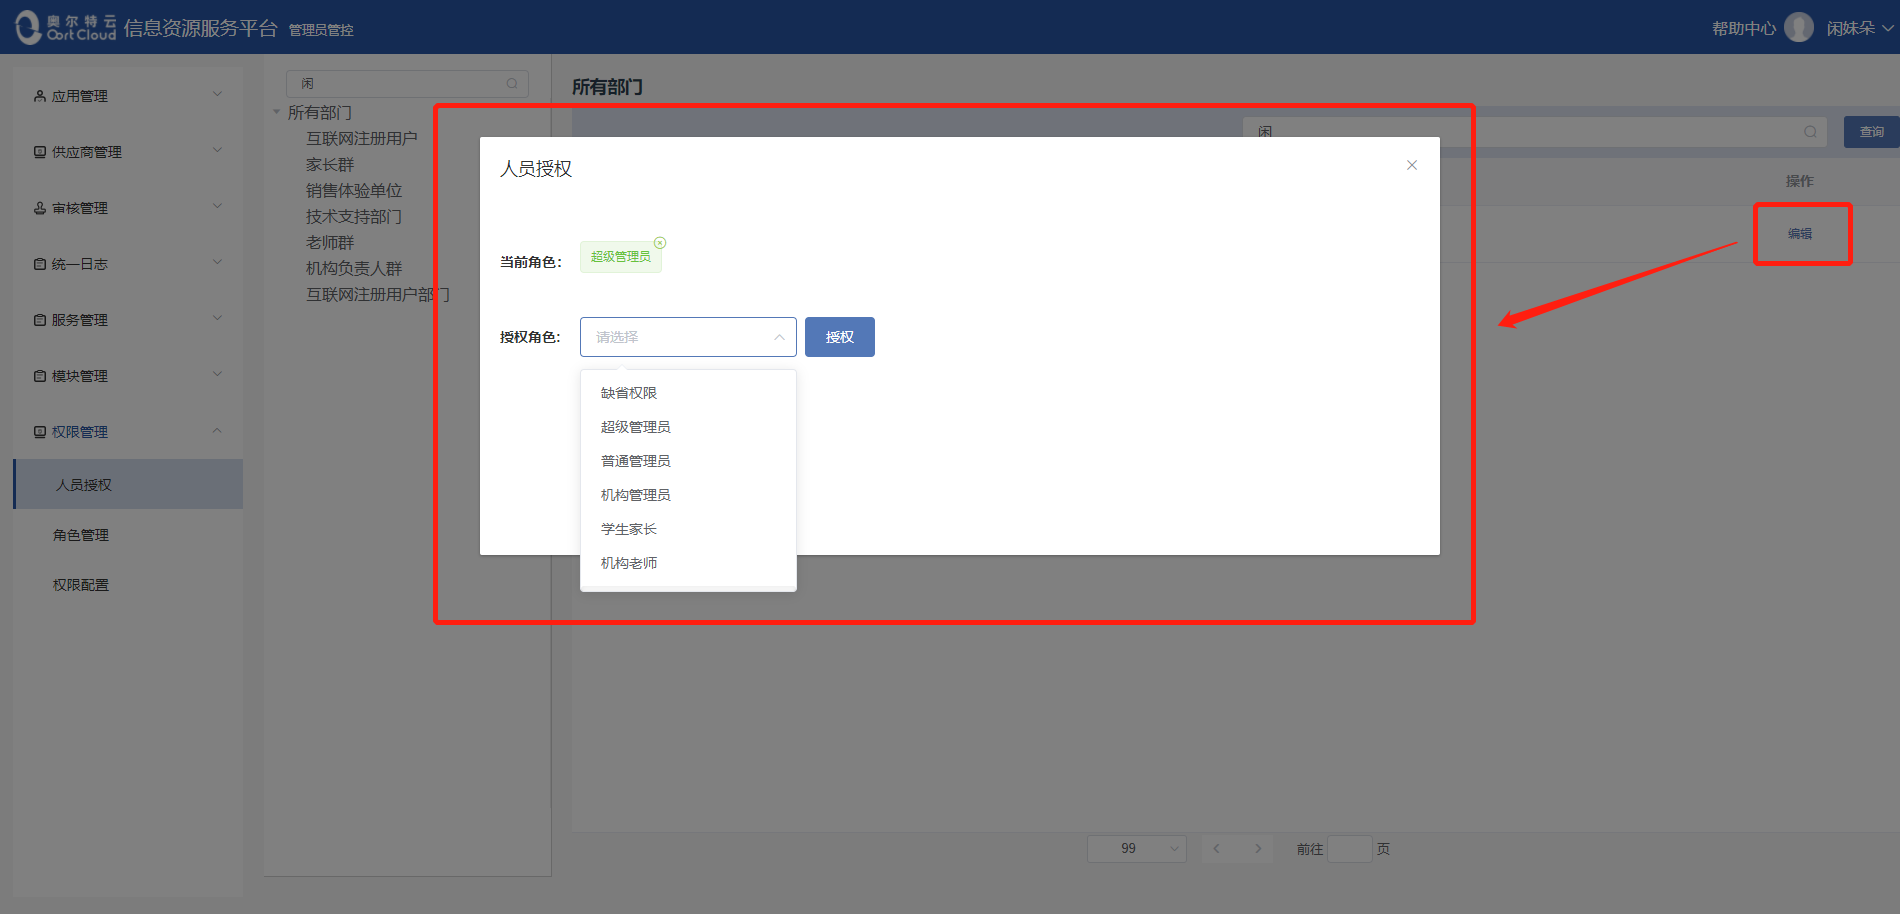 奥尔特云
OortCloud
信息资源服务平台 管理员管控
帮助中心
闲妹朵
应用管理
供应商管理
审核管理
统一日志
服务管理
模块管理
权限管理
人员授权
角色管理
权限配置
闲
所有部门
互联网注册用户
家长群
销售体验单位
技术支持部门
老师群
机构负责人群
互联网注册用户部门
所有部门
闲
查询
操作
编辑
人员授权
当前角色：
超级管理员
授权角色：
请选择
授权
缺省权限
超级管理员
普通管理员
机构管理员
学生家长
机构老师
99
前往
页